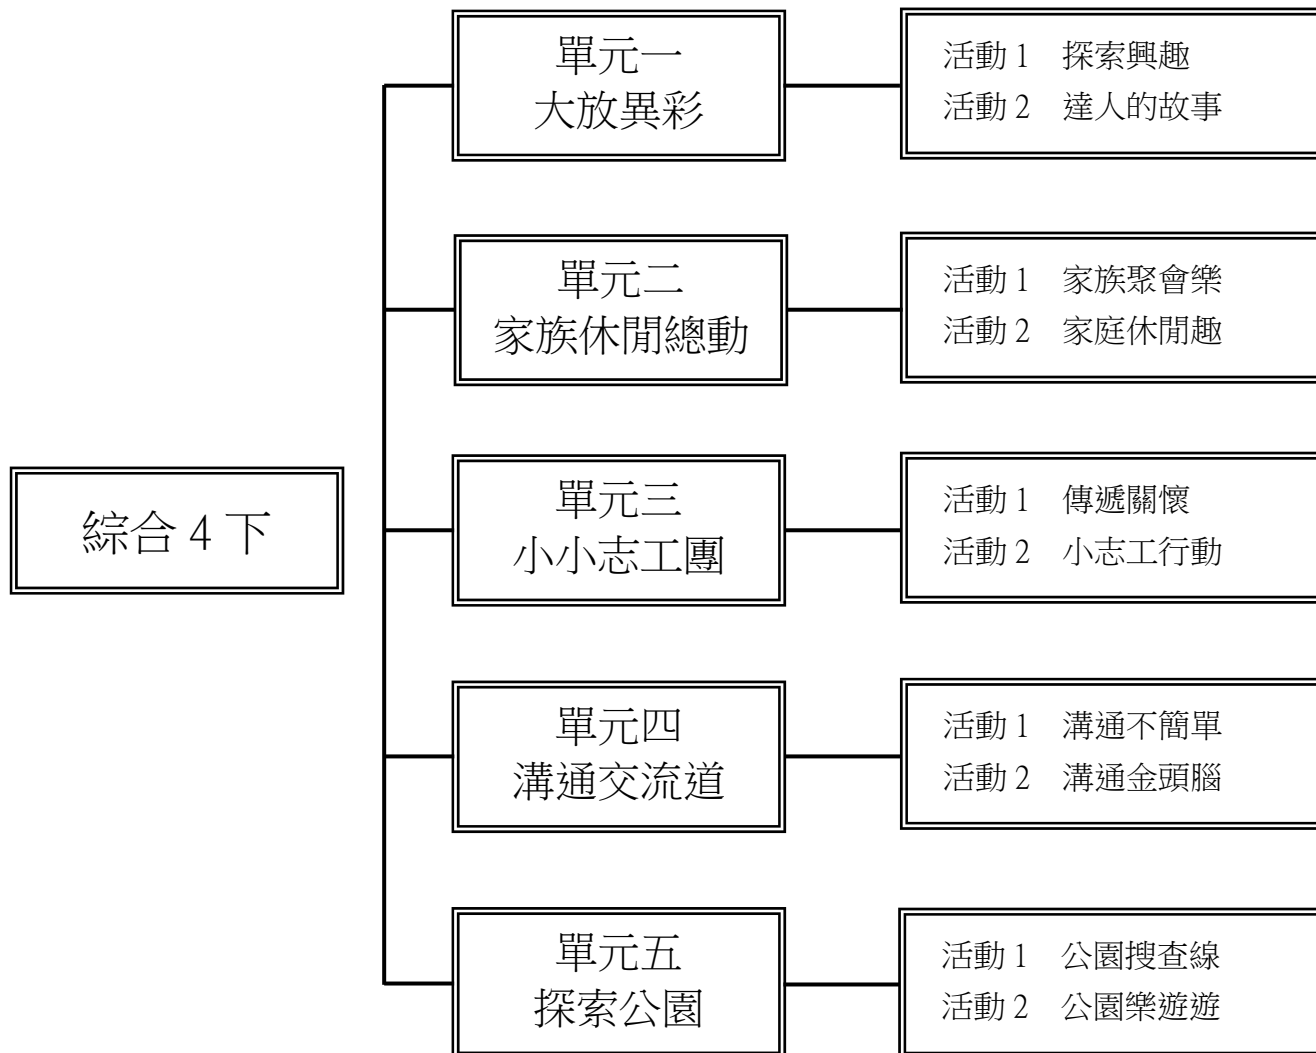 綜合 4 下
單元一
大放異彩
活動 1　探索興趣
活動 2　達人的故事
單元二
家族休閒總動
活動 1　家族聚會樂
活動 2　家庭休閒趣
單元三
小小志工團
活動 1　傳遞關懷
活動 2　小志工行動
單元四
溝通交流道
活動 1　溝通不簡單
活動 2　溝通金頭腦
單元五
探索公園
活動 1　公園搜查線
活動 2　公園樂遊遊